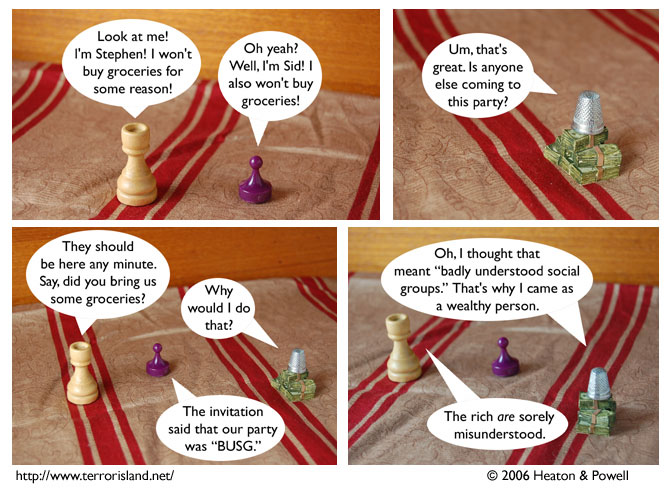 Look at me!
I'm Stephen! I won't
buy groceries for
some reason!
Oh yeah?
Well, I'm Sid! I
also won't buy
groceries!
Um, that's
great. Is anyone
else coming to
this party?
They should
be here any minute.
Say, did you bring us
some groceries?
Why
would I do
that?
The invitation
said that our party
was “BUSG.”
Oh, I thought that
meant “badly understood social
groups.” That's why I came as
a wealthy person.
The rich are sorely
misunderstood.
http://www.terrorisland.net/
© 2006 Heaton & Powell